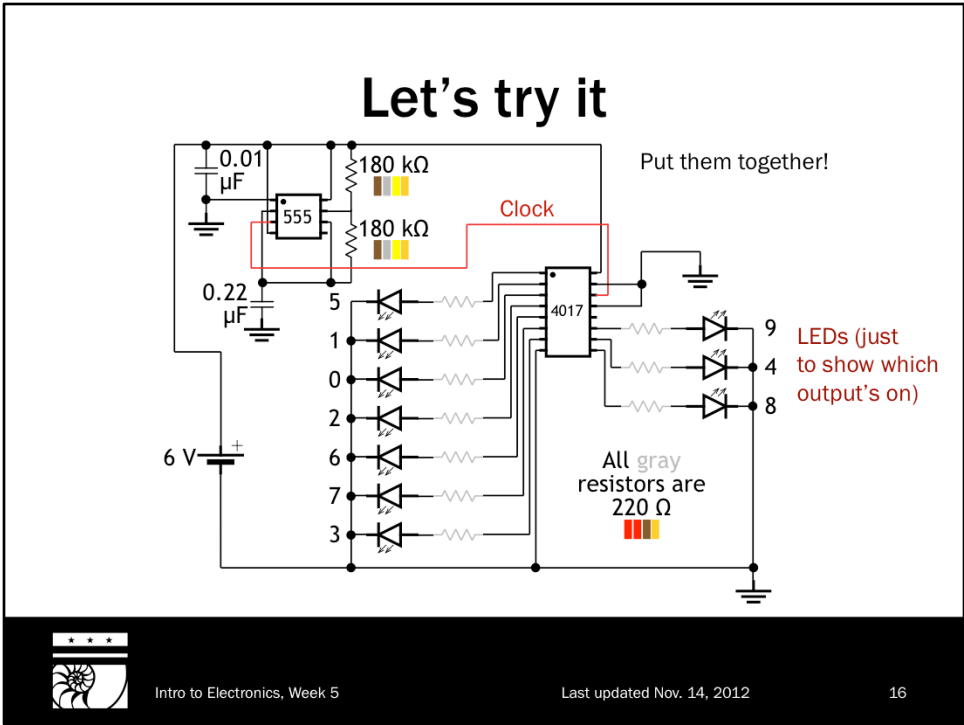 Let's try it
0.01
µF
180 kΩ
Put them together!
555
Clock
180 kΩ
0.22
µF
5
4017
1
9
LEDs (just
to show which
output's on)
0
4
2
8
6
6 V
+
All gray
resistors are
220 Ω
7
3
Intro to Electronics, Week 5
Last updated Nov. 14, 2012
16